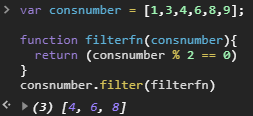 > var consnumber = [1,3,4,6,8,9];
function filterfn(consnumber){
return (consnumber % 2 == 0)
}
consnumber.filter(filterfn)
(3) [4, 6, 8]